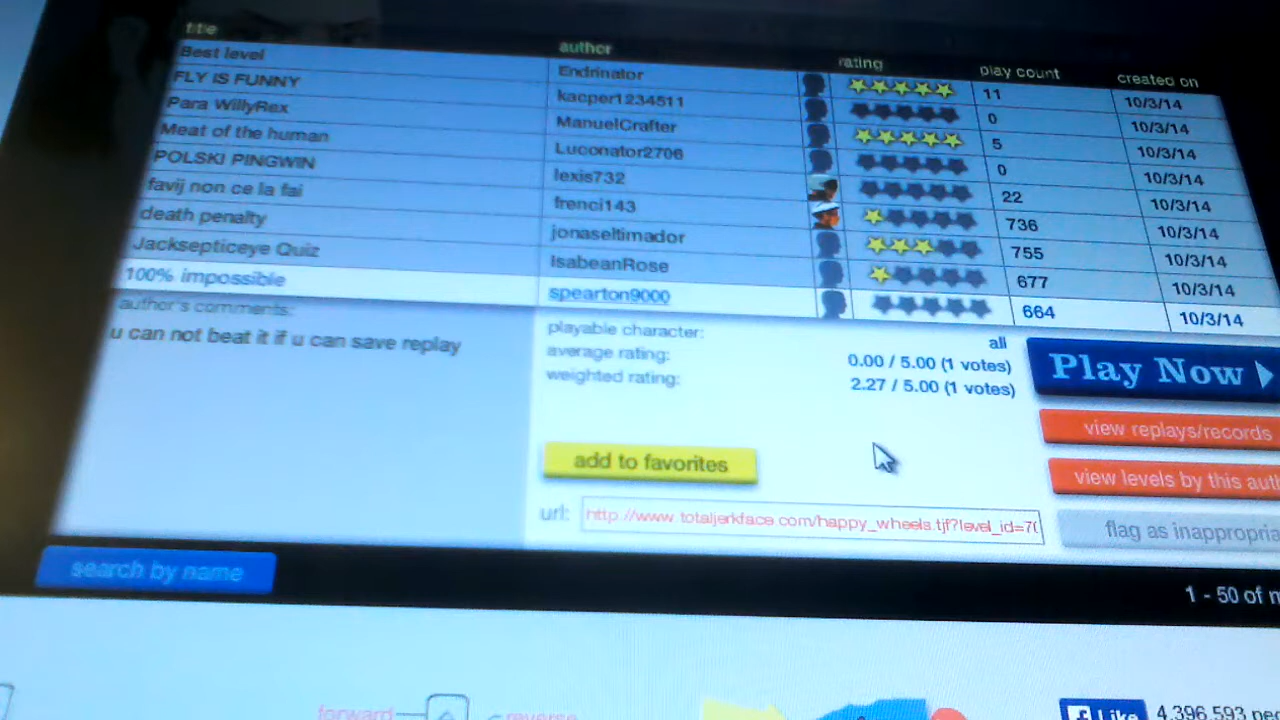 title author rating play count created on
Best level Endrinator 11 10/3/14
FLY IS FUNNY kacper1234511 0 10/3/14
Para WillyRex ManuelCrafter 5 10/3/14
Meat of the human Luconator2706 0 10/3/14
POLSKI PINGWIN lexis732 22 10/3/14
favij non ce la fai frenci143 736 10/3/14
death penalty jonaseltimador 755 10/3/14
Jacksepticeye Quiz IsabeanRose 677 10/3/14
100% impossible spearton9000 664 10/3/14
author's comments:
u can not beat it if u can save replay
playable character: all
average rating: 0.00 / 5.00 (1 votes)
weighted rating: 2.27 / 5.00 (1 votes)
Play Now
view replays/records
add to favorites
view levels by this auth
url: http://www.totaljerkface.com/happy_wheels.tjf?level_id=7
flag as inappropria
search by name
1 - 50 of
forward reverse
f Like 4,396,593